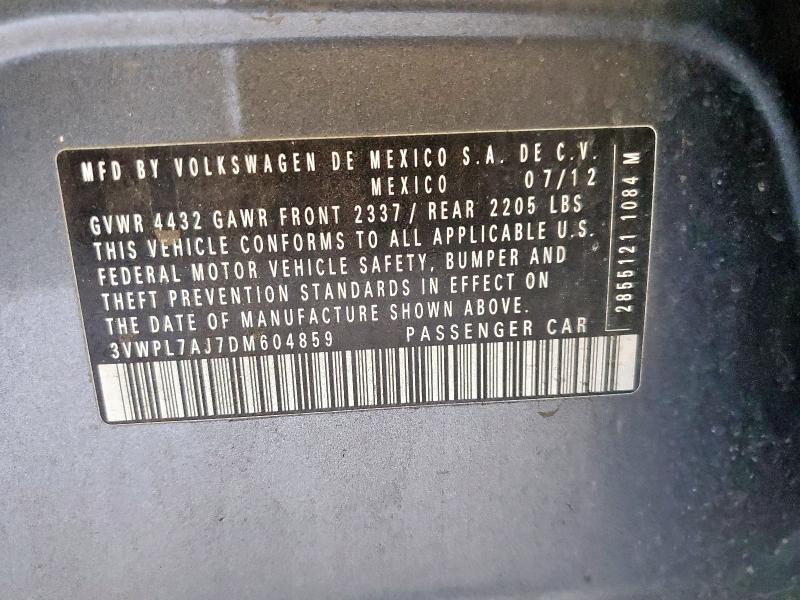 MFD BY VOLKSWAGEN DE MEXICO S.A. DE C.V.
MEXICO 07/12
GVWR 4432 GAWR FRONT 2337 / REAR 2205 LBS
THIS VEHICLE CONFORMS TO ALL APPLICABLE U.S.
FEDERAL MOTOR VEHICLE SAFETY, BUMPER AND
THEFT PREVENTION STANDARDS IN EFFECT ON
THE DATE OF MANUFACTURE SHOWN ABOVE.
3VWPL7AJ7DM604859 PASSENGER CAR
2855121 1084 M